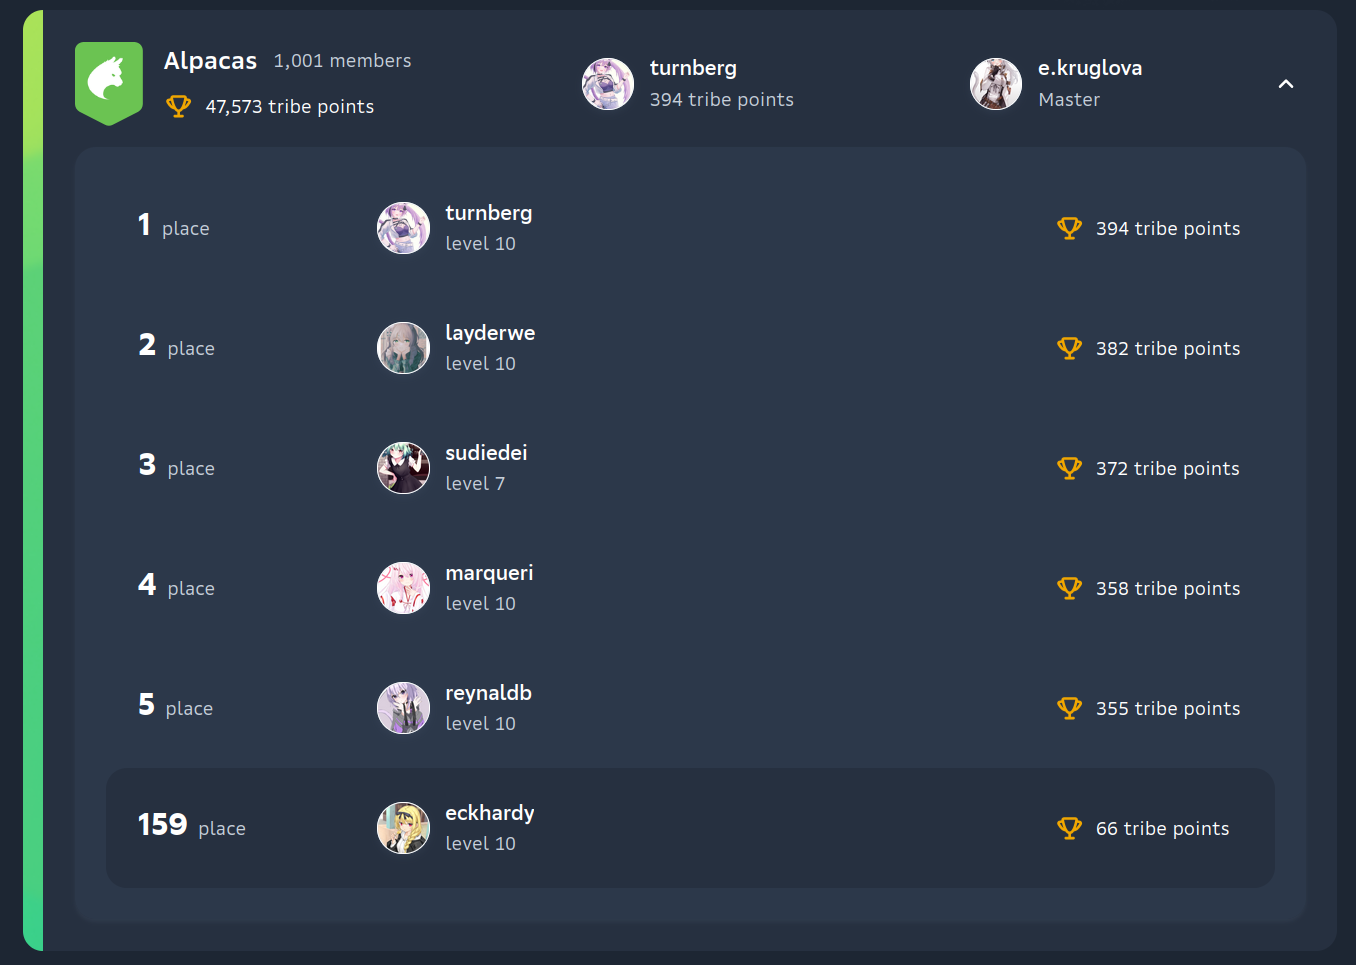 Alpacas 1,001 members
47,573 tribe points
turnberg
394 tribe points
e.kruglova
Master
1 place
turnberg
level 10
394 tribe points
2 place
layderwe
level 10
382 tribe points
3 place
sudiedei
level 7
372 tribe points
4 place
marqueri
level 10
358 tribe points
5 place
reynaldb
level 10
355 tribe points
159 place
eckhardy
level 10
66 tribe points